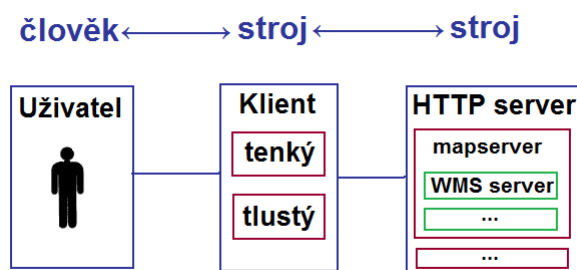 člověk stroj stroj
Uživatel
Klient
tenký
tlustý
HTTP server
mapserver
WMS server
...
...